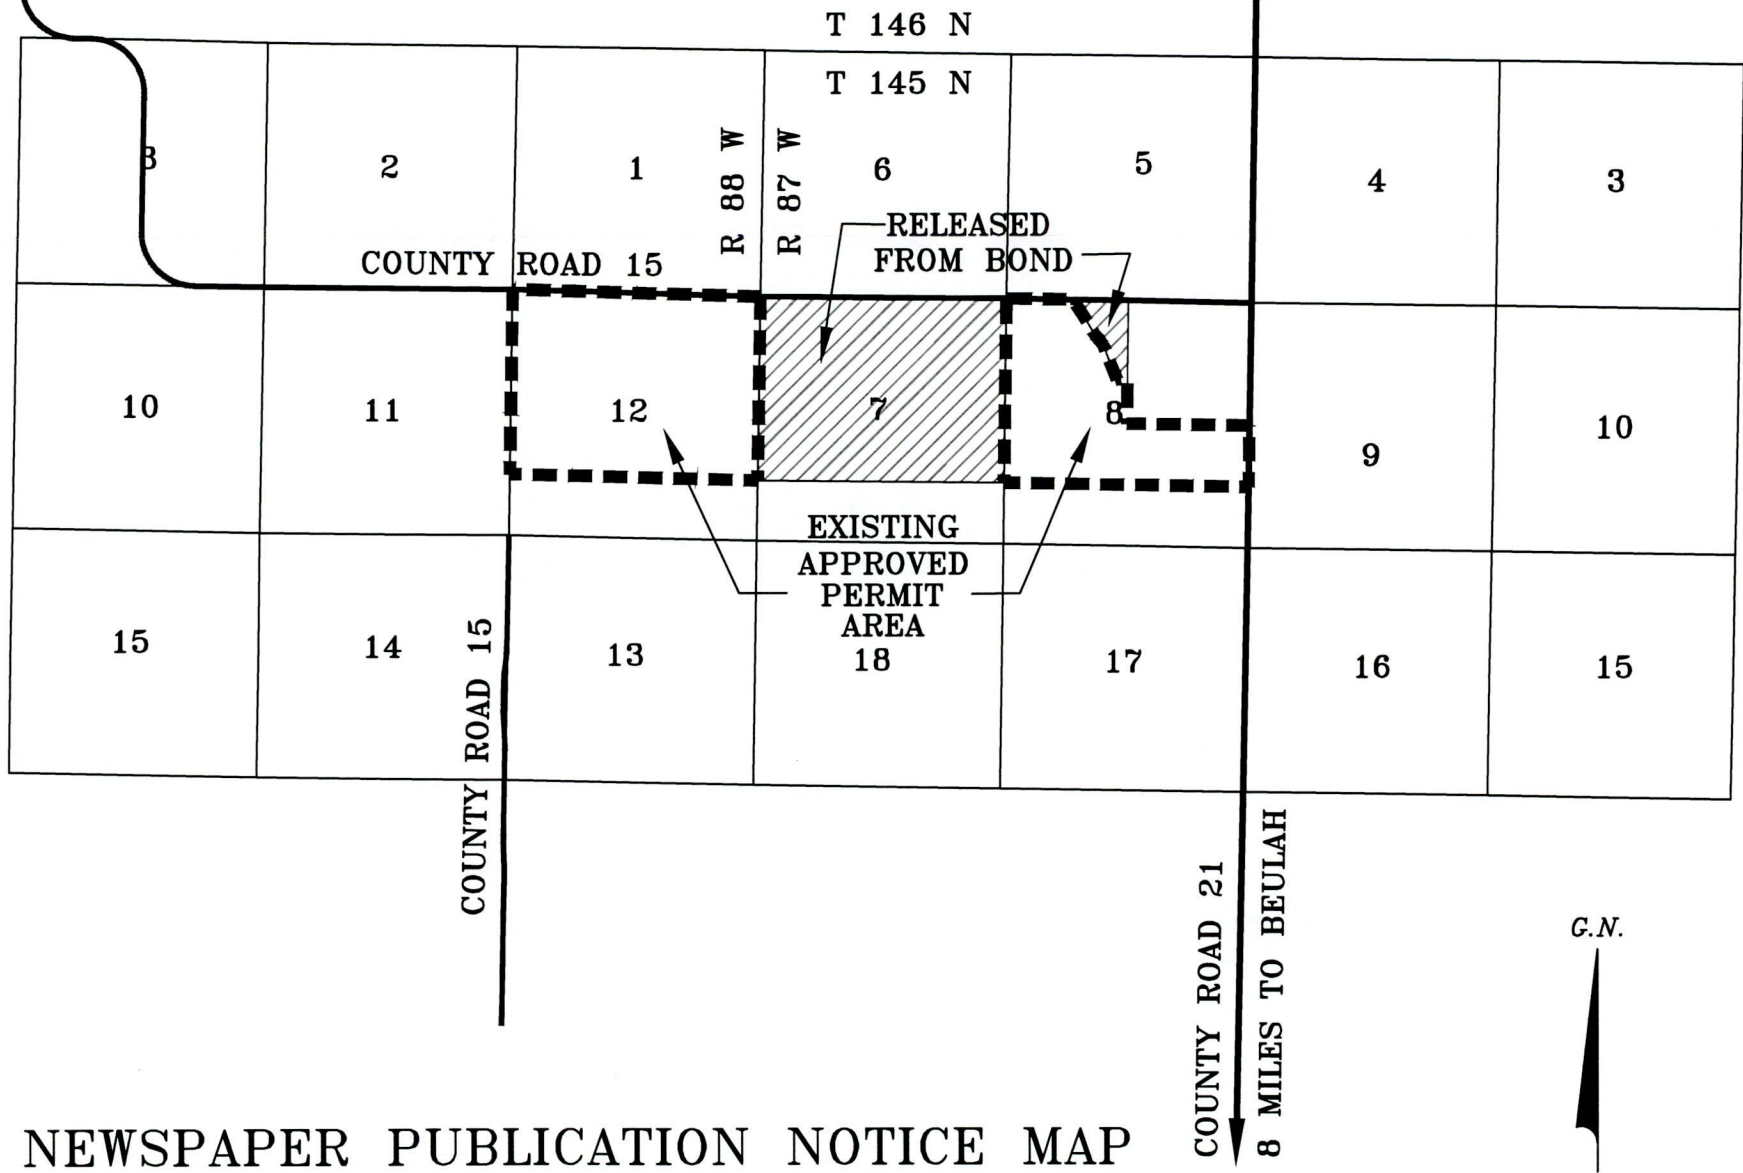 T 146 N
T 145 N
R 88 W
R 87 W
3
2
1
6
5
4
3
RELEASED
FROM BOND
COUNTY ROAD 15
10
11
12
7
8
9
10
EXISTING
APPROVED
PERMIT
AREA
15
14
13
18
17
16
15
COUNTY ROAD 15
COUNTY ROAD 21
8 MILES TO BEULAH
G.N.
NEWSPAPER PUBLICATION NOTICE MAP